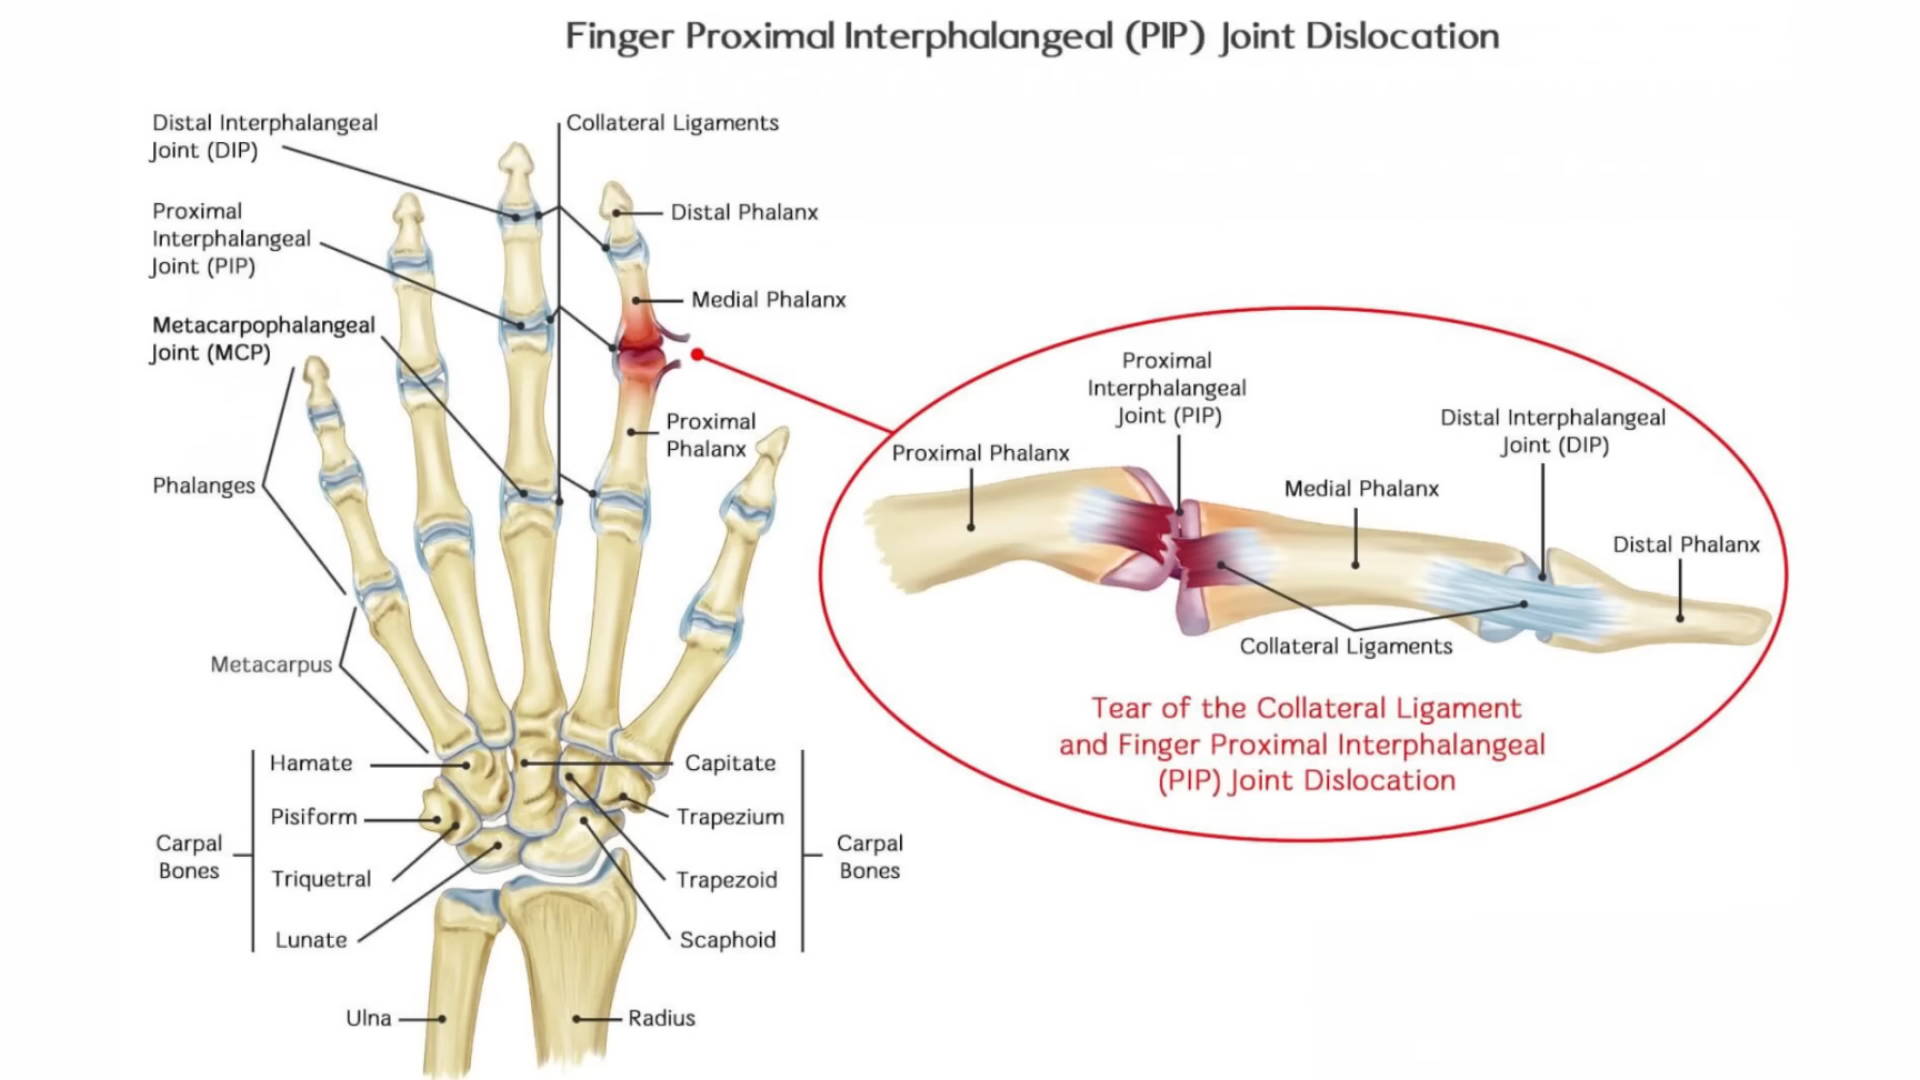 Finger Proximal Interphalangeal (PIP) Joint Dislocation
Distal Interphalangeal
Joint (DIP)
Collateral Ligaments
Proximal
Interphalangeal
Joint (PIP)
Distal Phalanx
Medial Phalanx
Metacarpophalangeal
Joint (MCP)
Proximal
Phalanx
Phalanges
Metacarpus
Carpal
Bones
Hamate
Pisiform
Triquetral
Lunate
Capitate
Trapezium
Trapezoid
Scaphoid
Carpal
Bones
Ulna
Radius
Proximal Phalanx
Proximal
Interphalangeal
Joint (PIP)
Medial Phalanx
Distal Interphalangeal
Joint (DIP)
Distal Phalanx
Collateral Ligaments
Tear of the Collateral Ligament
and Finger Proximal Interphalangeal
(PIP) Joint Dislocation